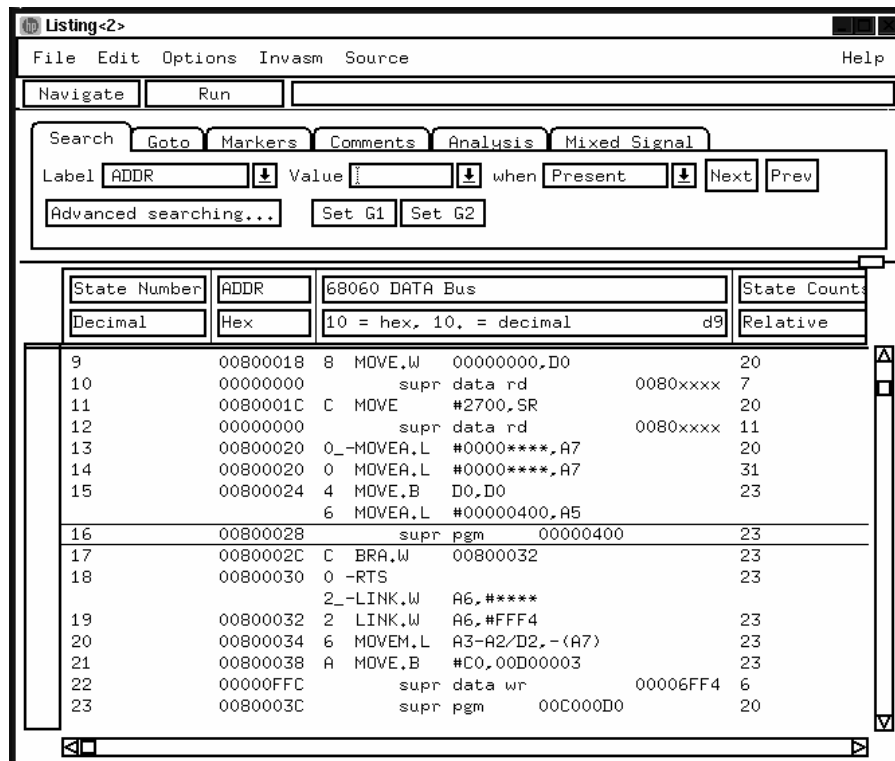 hp Listing<2>
File Edit Options Invasm Source Help
Navigate Run
Search Goto Markers Comments Analysis Mixed Signal
Label ADDR Value when Present Next Prev
Advanced searching... Set G1 Set G2
State Number ADDR 68060 DATA Bus State Counts
Decimal Hex 10 = hex, 10. = decimal d9 Relative
9 00800018 8 MOVE.W 00000000,D0 20
10 00000000 supr data rd 0080xxxx 7
11 0080001C C MOVE #2700,SR 20
12 00000000 supr data rd 0080xxxx 11
13 00800020 0_-MOVEA.L #0000****,A7 20
14 00800020 0 MOVEA.L #0000****,A7 31
15 00800024 4 MOVE.B D0,D0 23
6 MOVEA.L #00000400,A5
16 00800028 supr pgm 00000400 23
17 0080002C C BRA.W 00800032 23
18 00800030 0 -RTS 23
2_-LINK.W A6,#****
19 00800032 2 LINK.W A6,#FFF4 23
20 00800034 6 MOVEM.L A3-A2/D2,-(A7) 23
21 00800038 A MOVE.B #C0,00D00003 23
22 00000FFC supr data wr 00006FF4 6
23 0080003C supr pgm 00C000D0 20